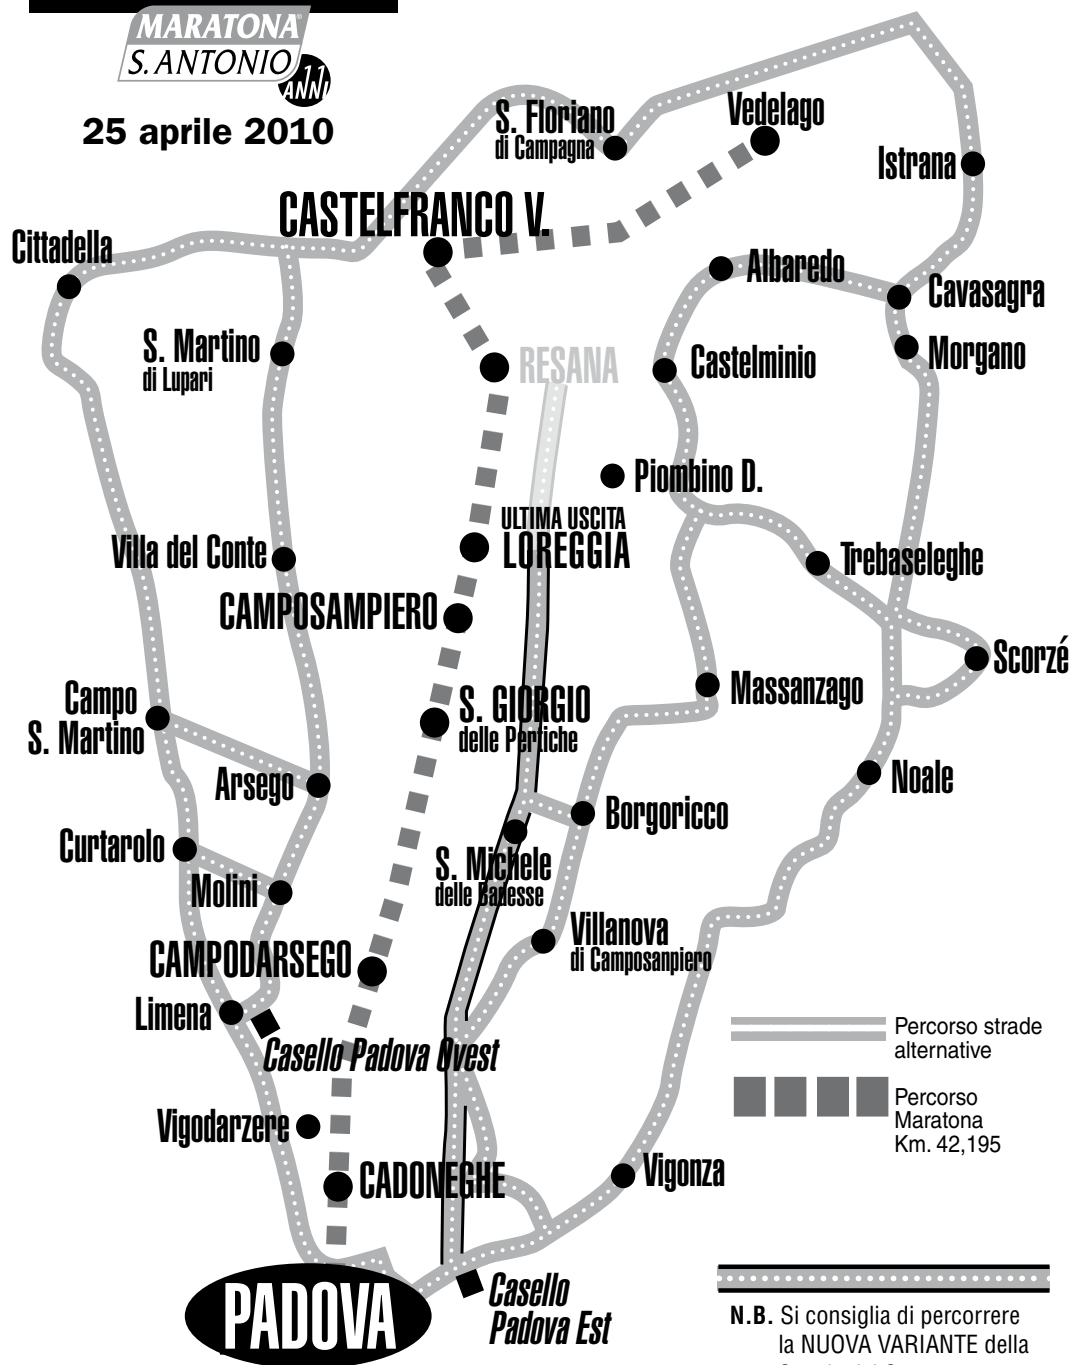 MARATONA
S. ANTONIO
11
ANNI
25 aprile 2010
S. Floriano
di Campagna
Vedelago
Istrana
CASTELFRANCO V.
Cittadella
Albaredo
Cavasagra
S. Martino
di Lupari
RESANA
Castelminio
Morgano
Piombino D.
ULTIMA USCITA
LOREGGIA
Villa del Conte
Trebaseleghe
CAMPOSAMPIERO
Scorzé
Campo
S. Martino
S. GIORGIO
delle Pertiche
Massanzago
Arsego
Noale
Borgoricco
Curtarolo
S. Michele
delle Badesse
Molini
Villanova
di Camposanpiero
CAMPODARSEGO
Limena
Casello Padova Ovest
Percorso strade
alternative
Percorso
Maratona
Km. 42,195
Vigodarzere
CADONEGHE
Vigonza
PADOVA
Casello
Padova Est
N.B. Si consiglia di percorrere
la NUOVA VARIANTE della